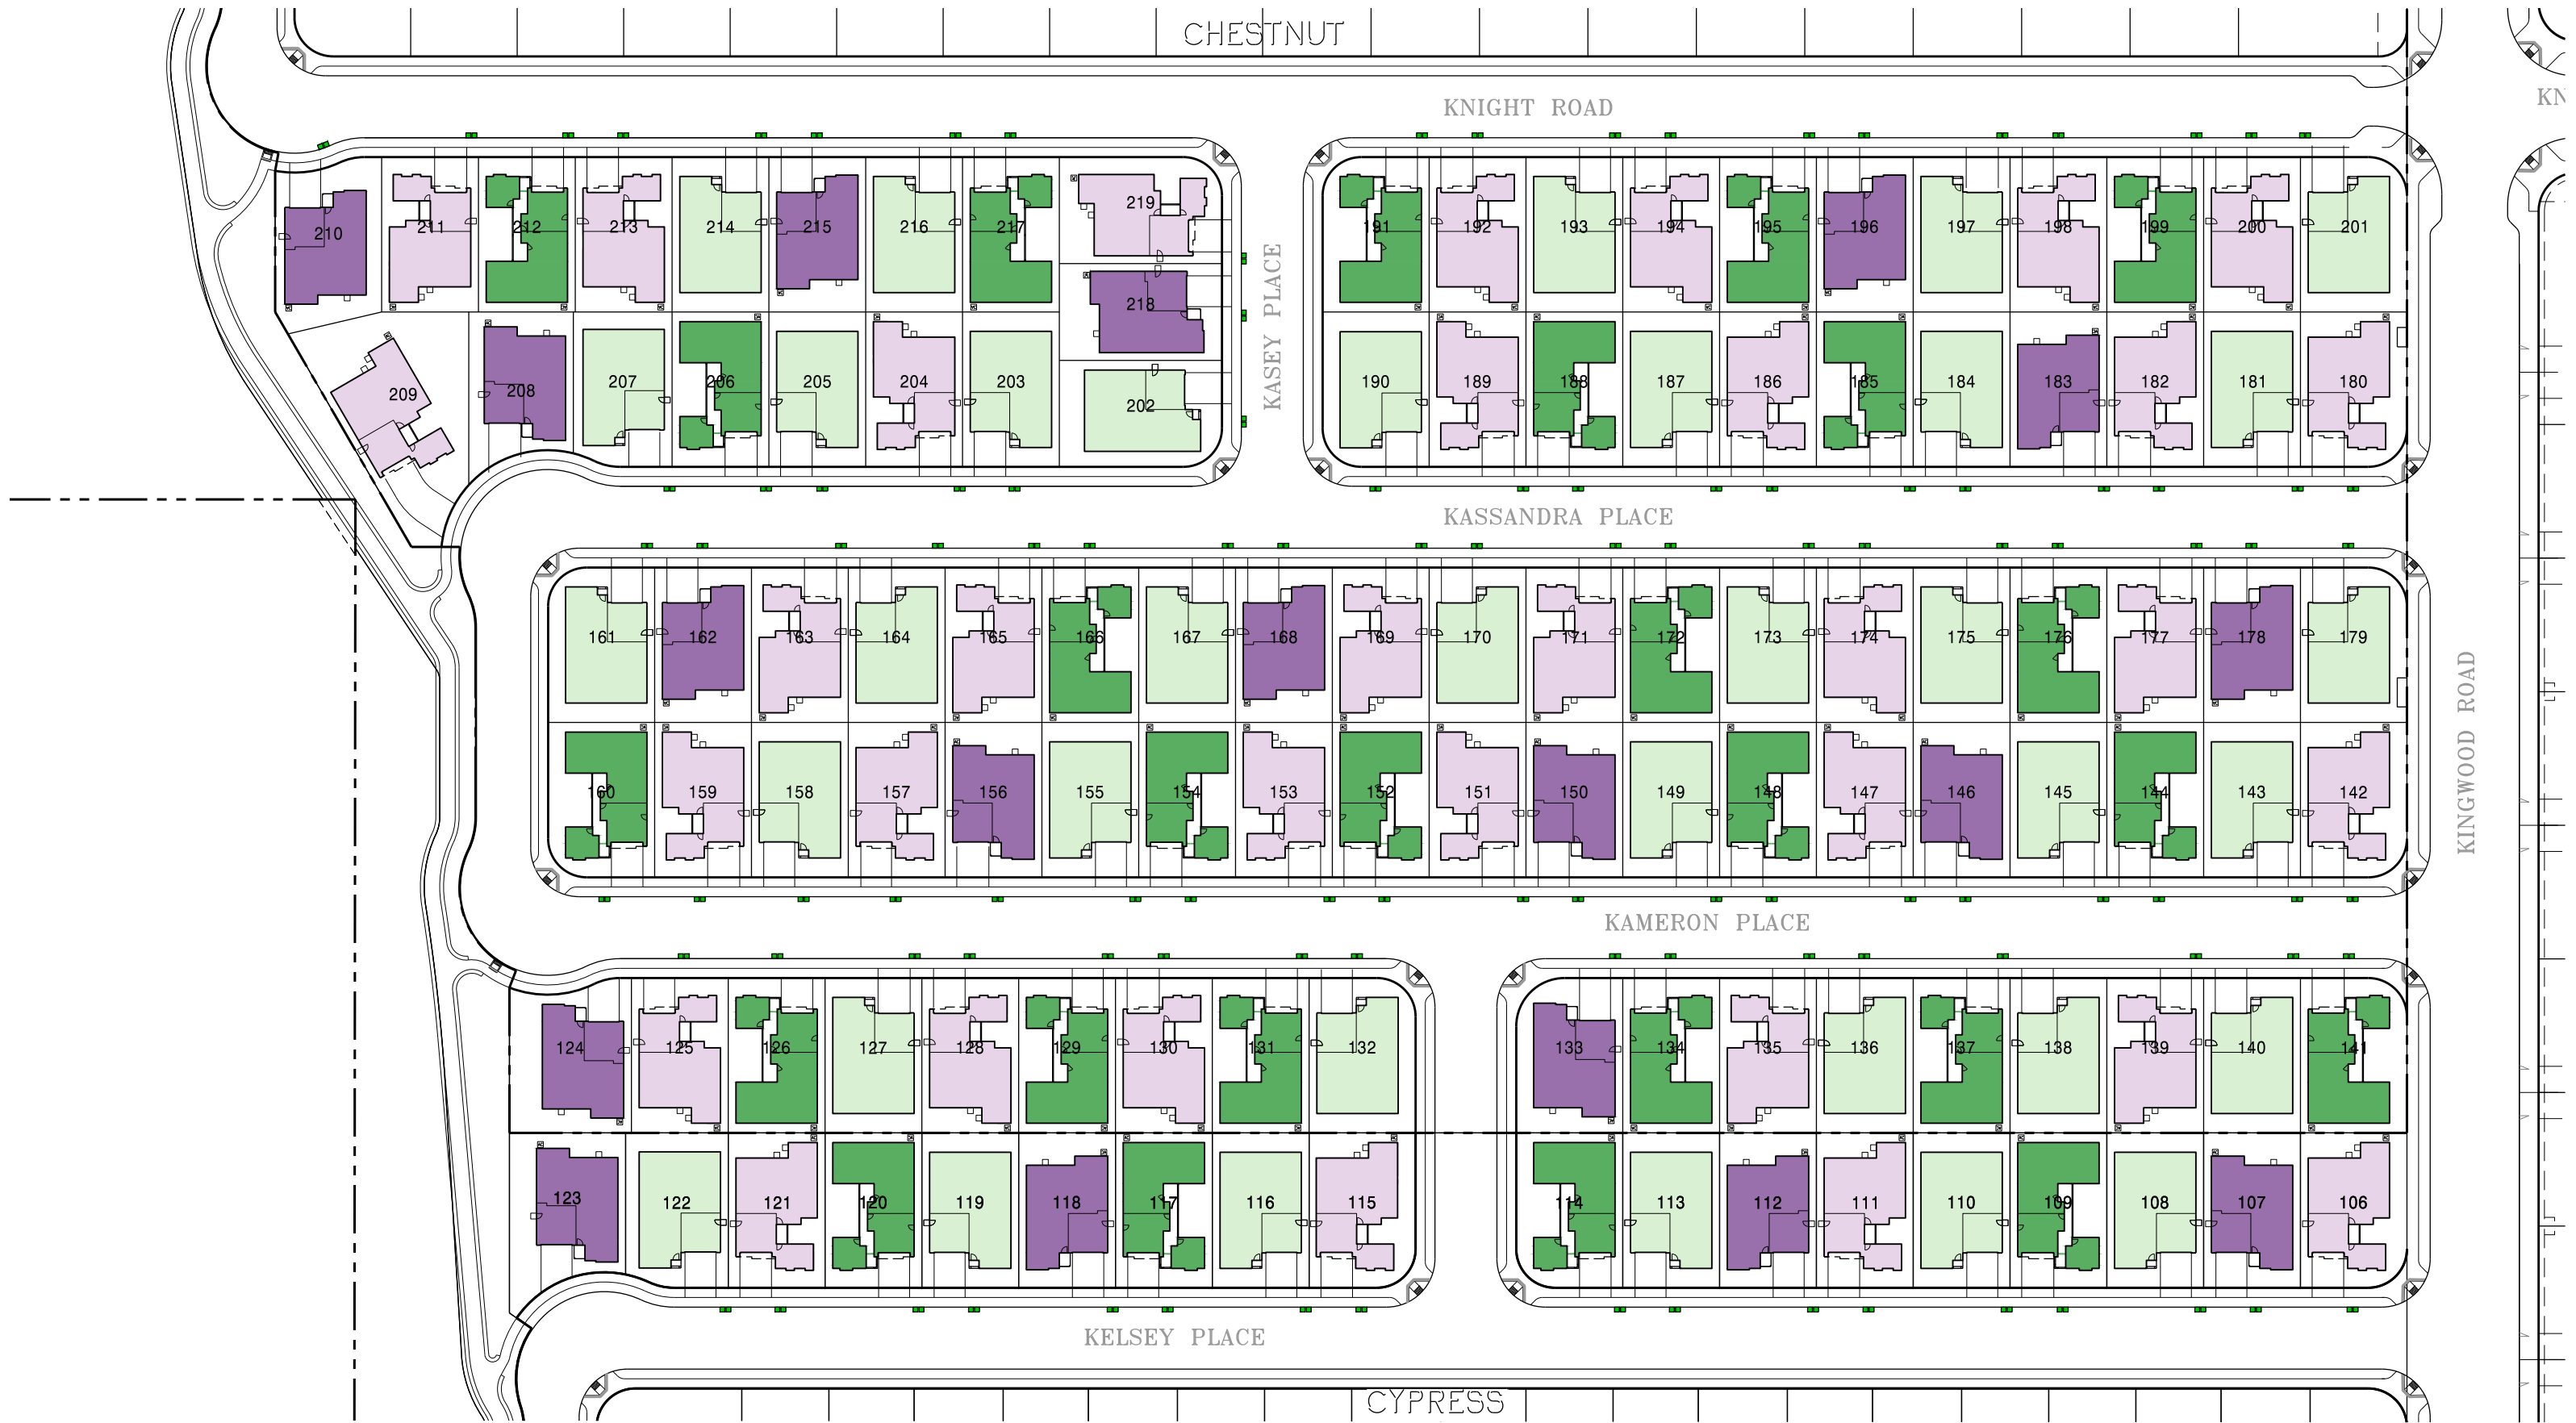 CHESTNUT
KNIGHT ROAD
KN
210 211 212 213 214 215 216 217 219
191 192 193 194 195 196 197 198 199 200 201
218
KASEY PLACE
209 208 207 206 205 204 203 202
190 189 188 187 186 185 184 183 182 181 180
KASSANDRA PLACE
161 162 163 164 165 166 167 168 169 170 171 172 173 174 175 176 177 178 179
KINGWOOD ROAD
160 159 158 157 156 155 154 153 152 151 150 149 148 147 146 145 144 143 142
KAMERON PLACE
124 125 126 127 128 129 130 131 132
133 134 135 136 137 138 139 140 141
123 122 121 120 119 118 117 116 115
114 113 112 111 110 109 108 107 106
KELSEY PLACE
CYPRESS